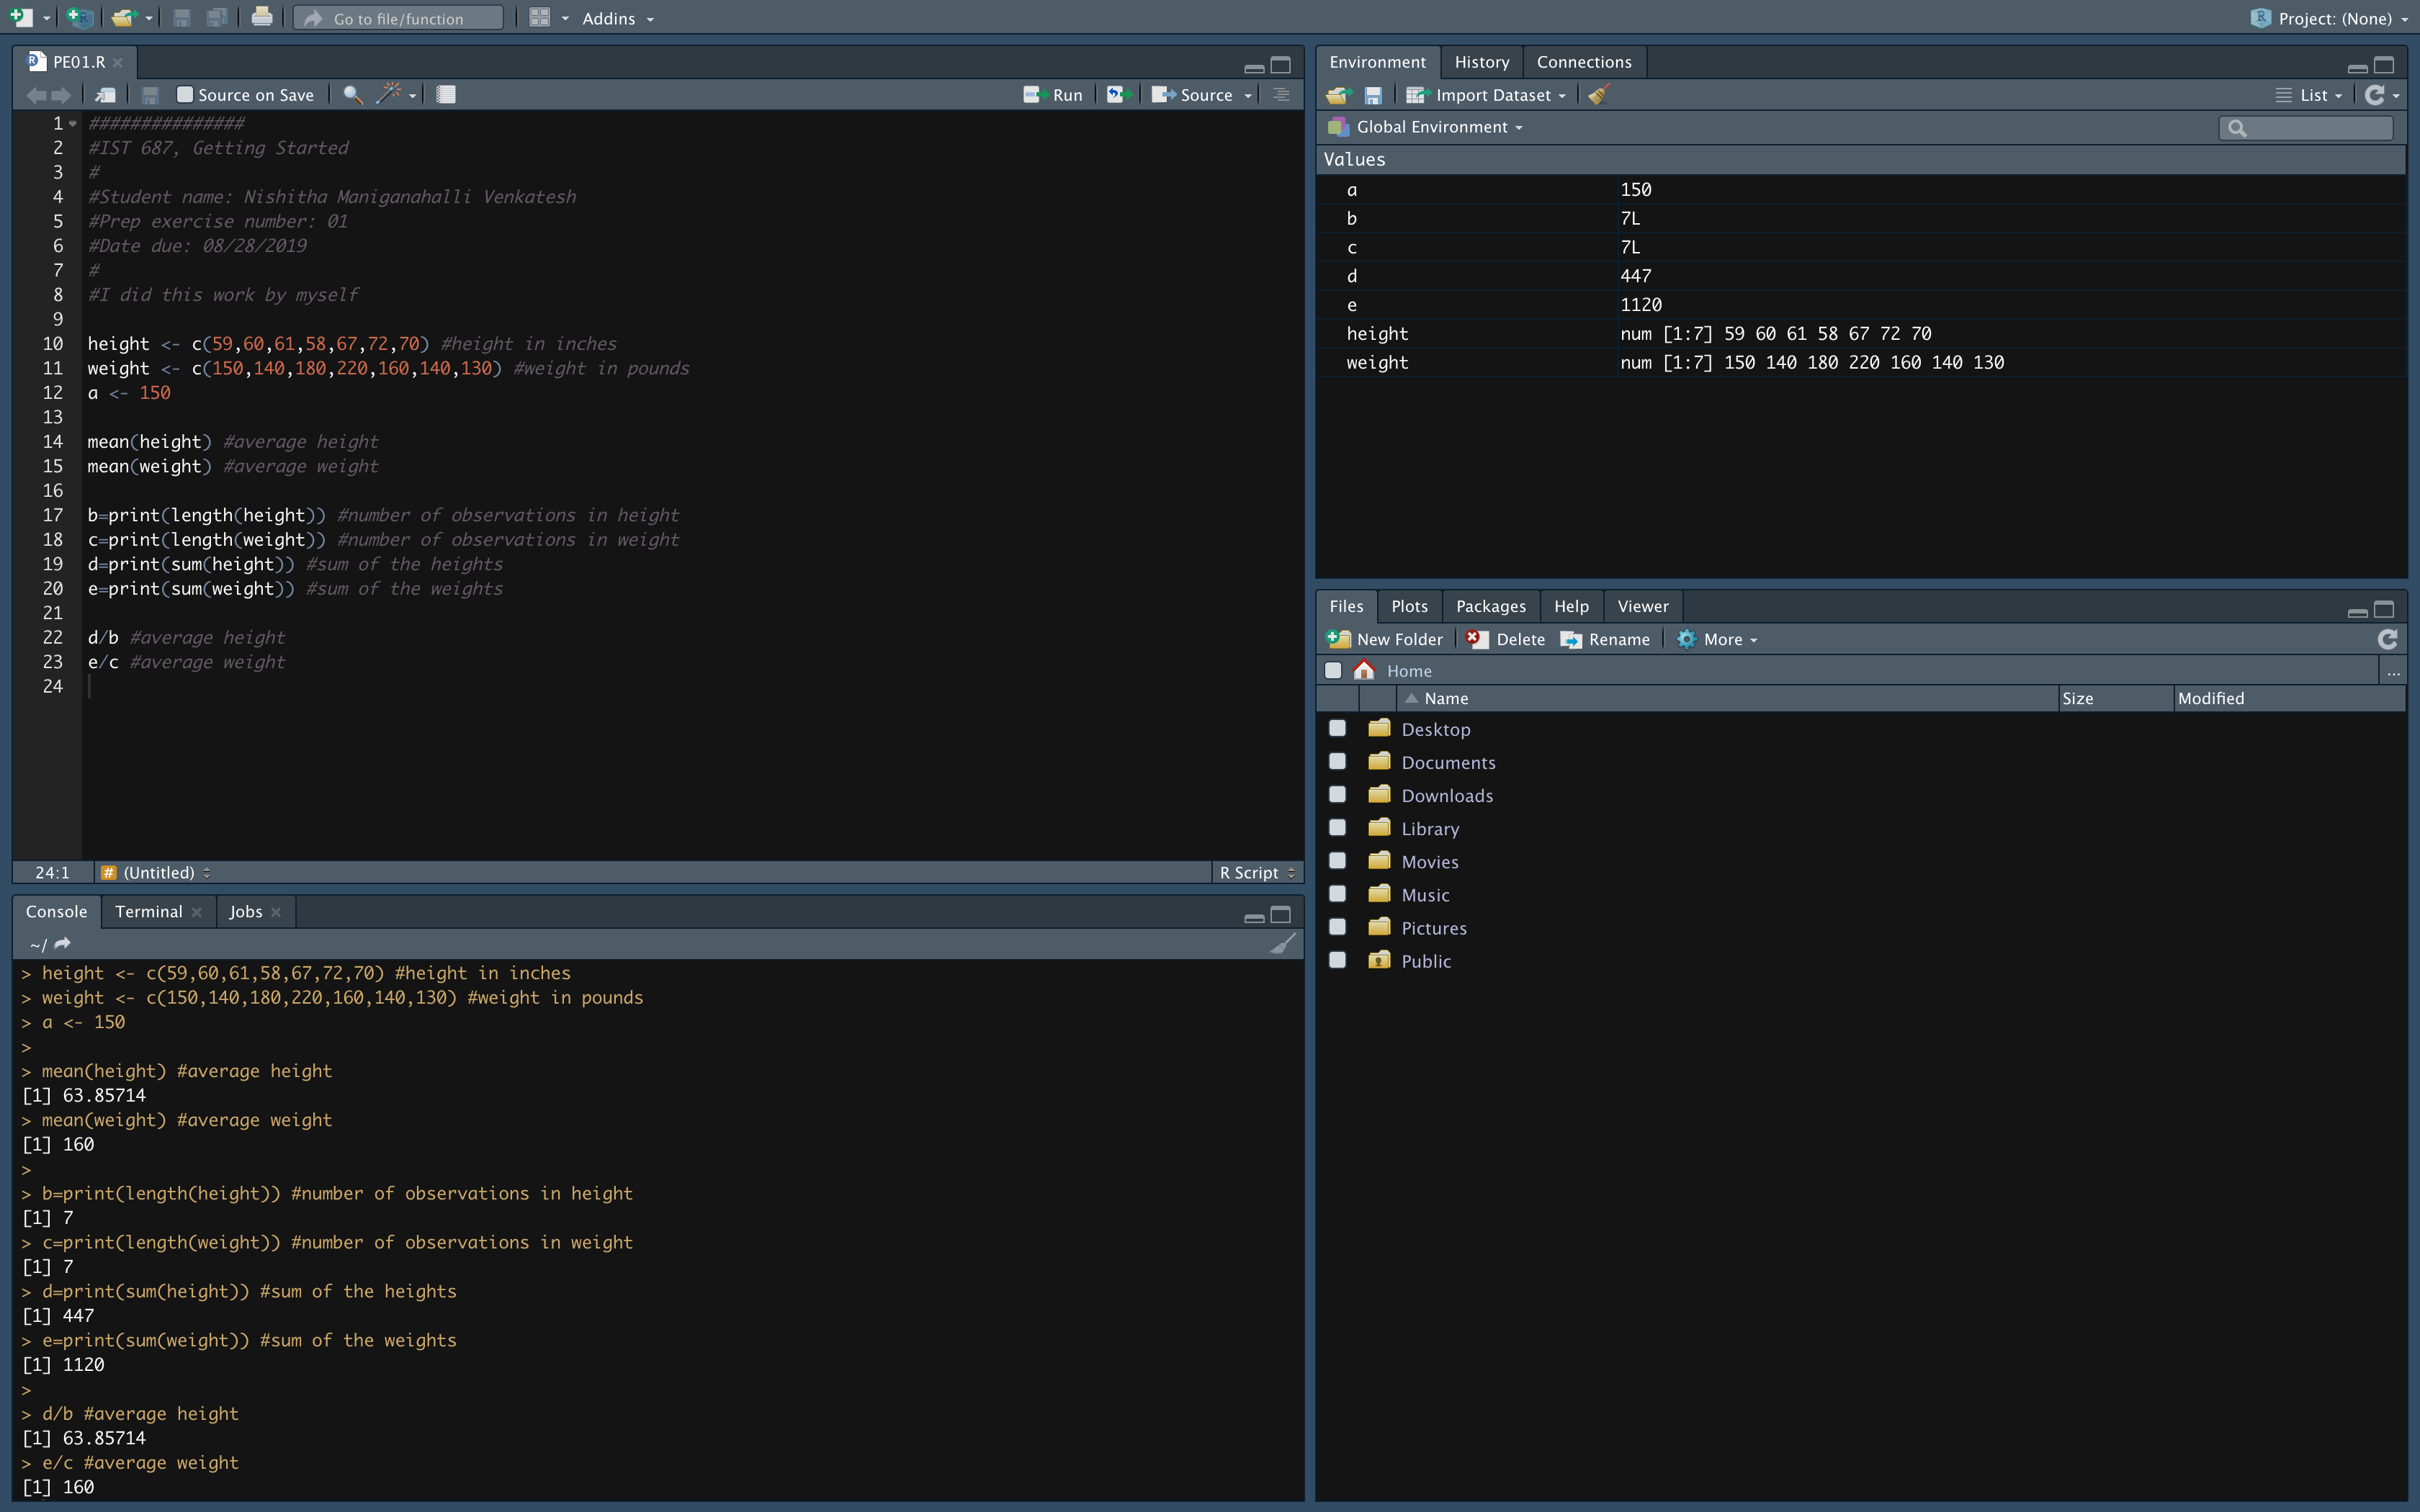 Go to file/function
Addins
Project: (None)
PE01.R
Source on Save
Run
Source
1 ###############
2 #IST 687, Getting Started
3 #
4 #Student name: Nishitha Maniganahalli Venkatesh
5 #Prep exercise number: 01
6 #Date due: 08/28/2019
7 #
8 #I did this work by myself
9
10 height <- c(59,60,61,58,67,72,70) #height in inches
11 weight <- c(150,140,180,220,160,140,130) #weight in pounds
12 a <- 150
13
14 mean(height) #average height
15 mean(weight) #average weight
16
17 b=print(length(height)) #number of observations in height
18 c=print(length(weight)) #number of observations in weight
19 d=print(sum(height)) #sum of the heights
20 e=print(sum(weight)) #sum of the weights
21
22 d/b #average height
23 e/c #average weight
24
24:1 # (Untitled) R Script
Console Terminal Jobs
~/
> height <- c(59,60,61,58,67,72,70) #height in inches
> weight <- c(150,140,180,220,160,140,130) #weight in pounds
> a <- 150
>
> mean(height) #average height
[1] 63.85714
> mean(weight) #average weight
[1] 160
>
> b=print(length(height)) #number of observations in height
[1] 7
> c=print(length(weight)) #number of observations in weight
[1] 7
> d=print(sum(height)) #sum of the heights
[1] 447
> e=print(sum(weight)) #sum of the weights
[1] 1120
>
> d/b #average height
[1] 63.85714
> e/c #average weight
[1] 160
Environment History Connections
Import Dataset List
Global Environment
Values
a 150
b 7L
c 7L
d 447
e 1120
height num [1:7] 59 60 61 58 67 72 70
weight num [1:7] 150 140 180 220 160 140 130
Files Plots Packages Help Viewer
New Folder Delete Rename More
Home ...
Name Size Modified
Desktop
Documents
Downloads
Library
Movies
Music
Pictures
Public